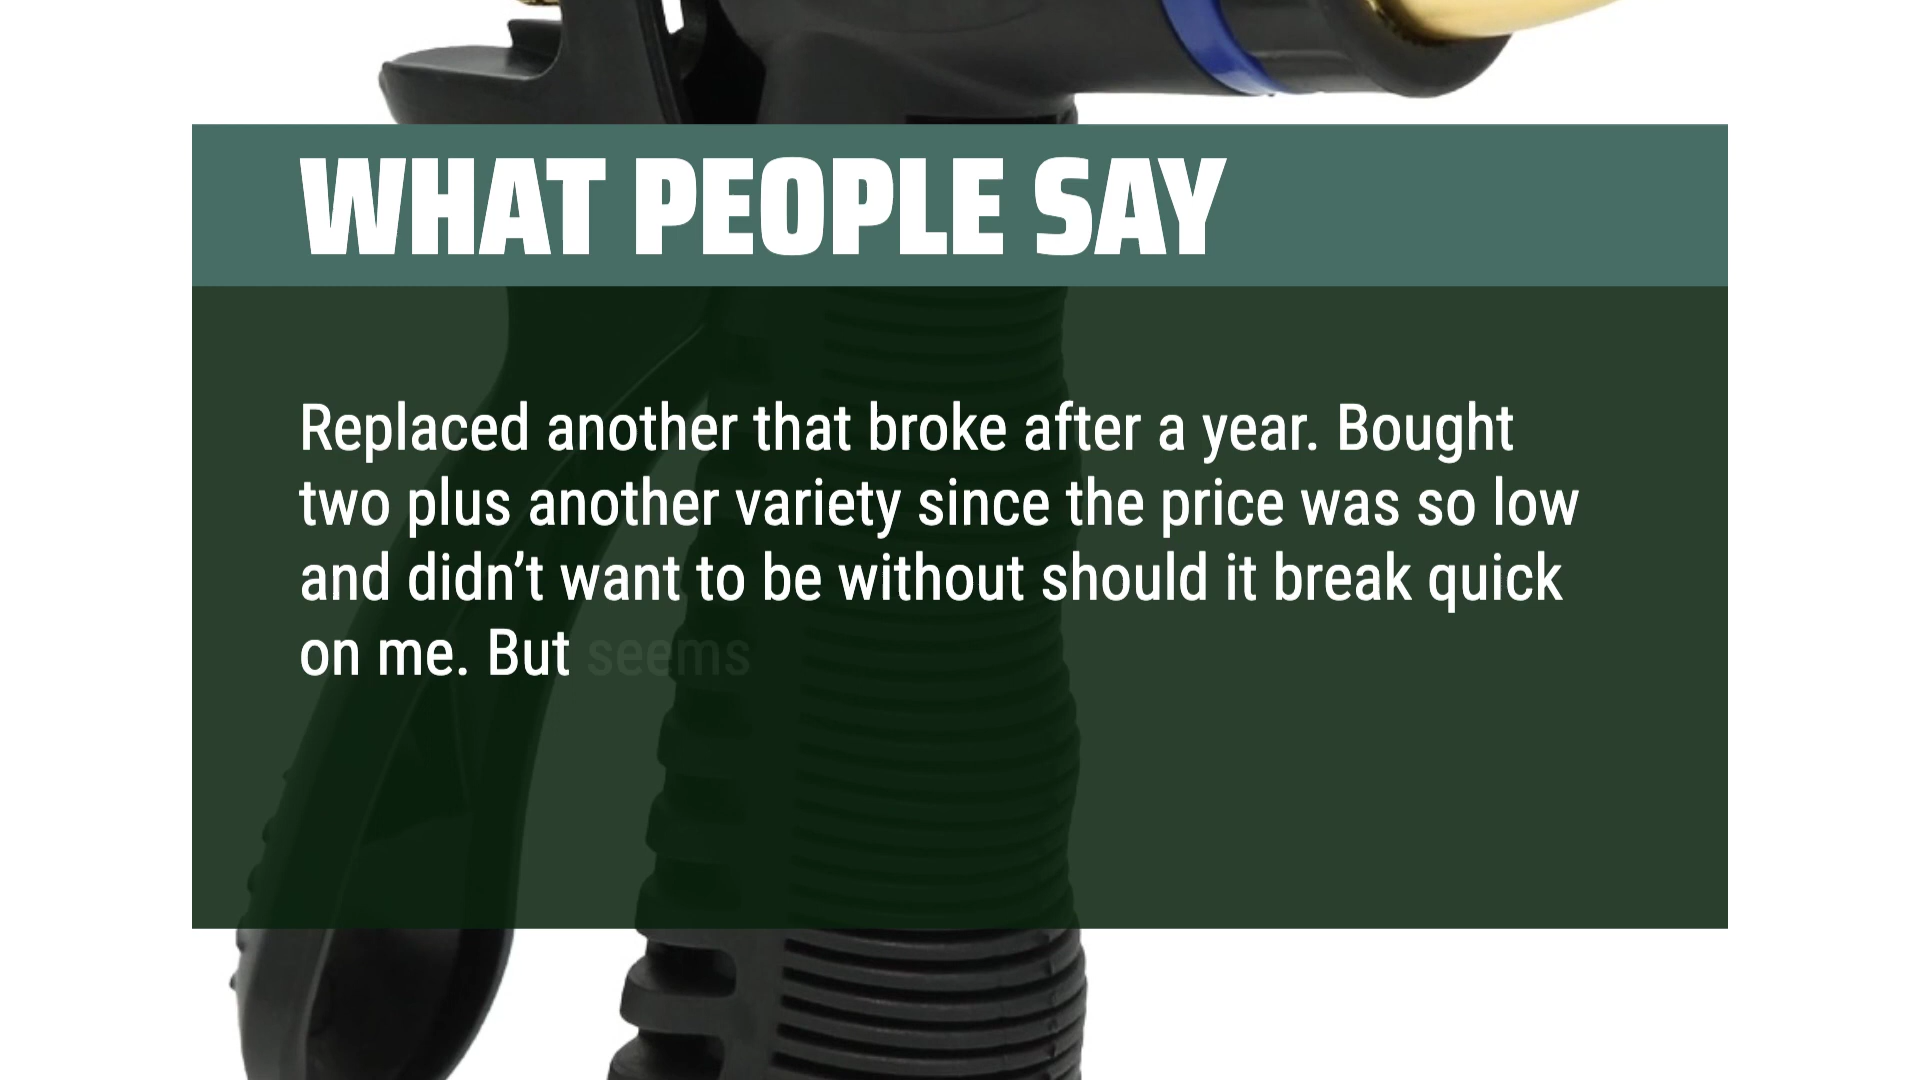 WHAT PEOPLE SAY
Replaced another that broke after a year. Bought
two plus another variety since the price was so low
and didn’t want to be without should it break quick
on me. But seems